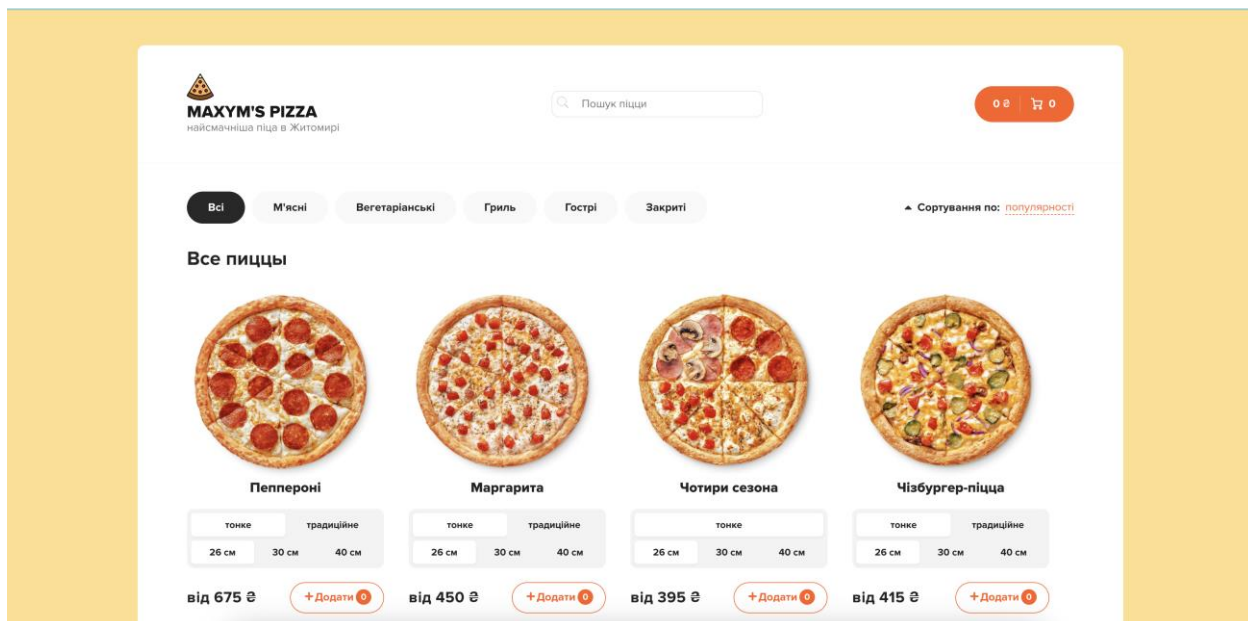 MAXYM'S PIZZA
найсмачніша піца в Житомирі
Пошук піцци
0 ₴ 0
Всі М'ясні Вегетаріанські Гриль Гострі Закриті
Сортування по: популярності
Все пиццы
Пеппероні Маргарита Чотири сезона Чізбургер-піцца
тонке традиційне тонке традиційне тонке тонке традиційне
26 см 30 см 40 см 26 см 30 см 40 см 26 см 30 см 40 см 26 см 30 см 40 см
від 675 ₴ +Додати 0 від 450 ₴ +Додати 0 від 395 ₴ +Додати 0 від 415 ₴ +Додати 0